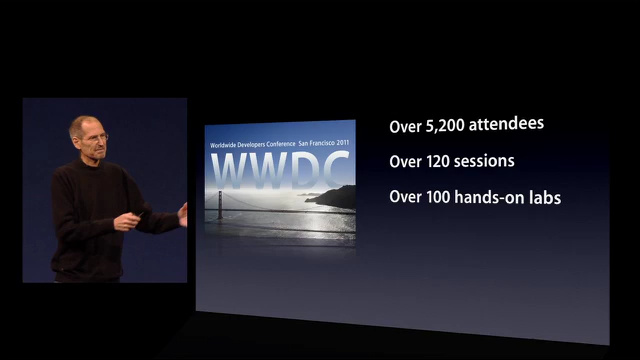 Worldwide Developers Conference San Francisco 2011
WWDC
Over 5,200 attendees
Over 120 sessions
Over 100 hands-on labs